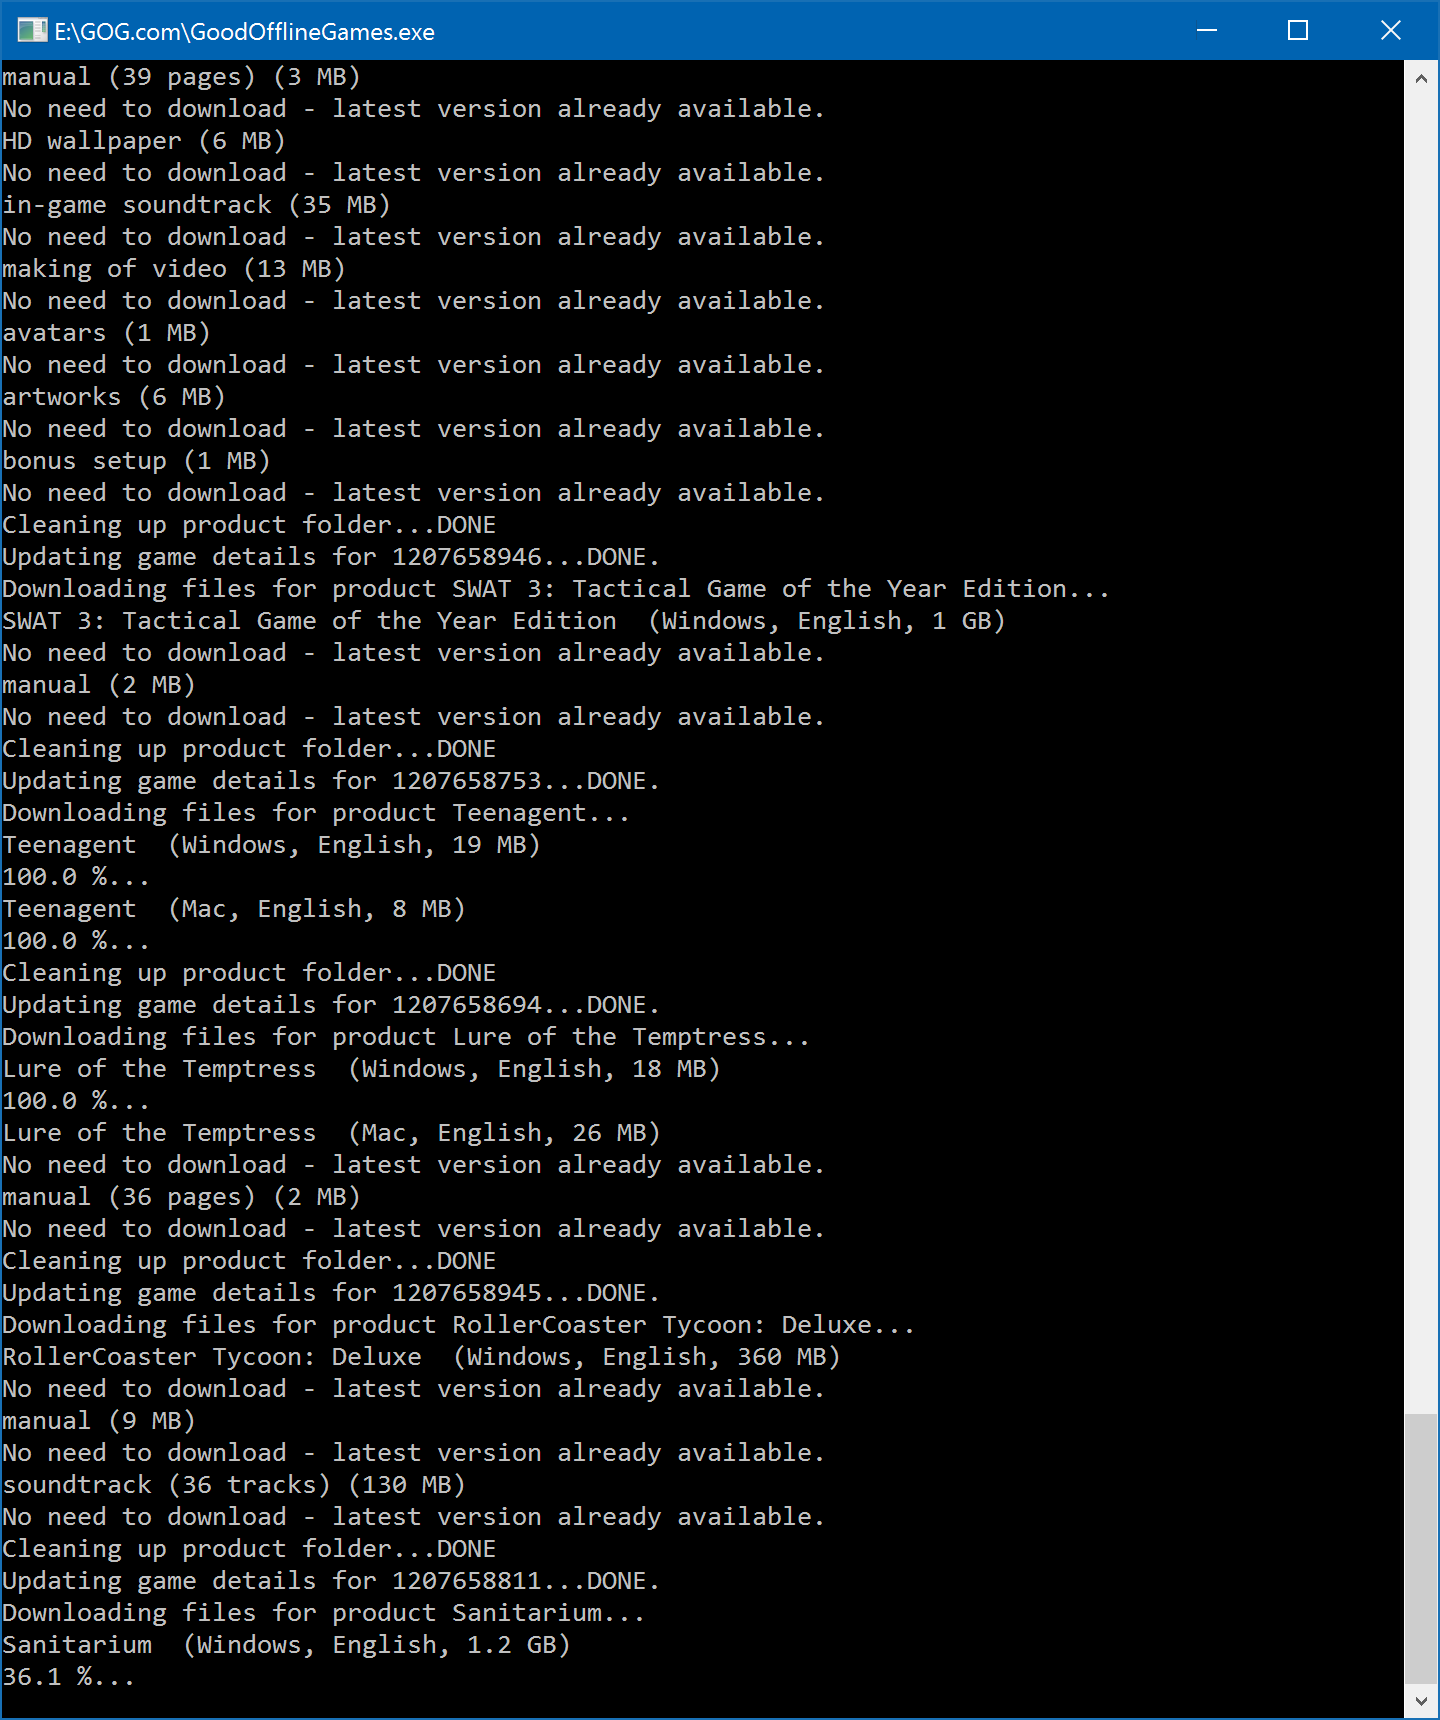 E:\GOG.com\GoodOfflineGames.exe
manual (39 pages) (3 MB)
No need to download - latest version already available.
HD wallpaper (6 MB)
No need to download - latest version already available.
in-game soundtrack (35 MB)
No need to download - latest version already available.
making of video (13 MB)
No need to download - latest version already available.
avatars (1 MB)
No need to download - latest version already available.
artworks (6 MB)
No need to download - latest version already available.
bonus setup (1 MB)
No need to download - latest version already available.
Cleaning up product folder...DONE
Updating game details for 1207658946...DONE.
Downloading files for product SWAT 3: Tactical Game of the Year Edition...
SWAT 3: Tactical Game of the Year Edition  (Windows, English, 1 GB)
No need to download - latest version already available.
manual (2 MB)
No need to download - latest version already available.
Cleaning up product folder...DONE
Updating game details for 1207658753...DONE.
Downloading files for product Teenagent...
Teenagent  (Windows, English, 19 MB)
100.0 %...
Teenagent  (Mac, English, 8 MB)
100.0 %...
Cleaning up product folder...DONE
Updating game details for 1207658694...DONE.
Downloading files for product Lure of the Temptress...
Lure of the Temptress  (Windows, English, 18 MB)
100.0 %...
Lure of the Temptress  (Mac, English, 26 MB)
No need to download - latest version already available.
manual (36 pages) (2 MB)
No need to download - latest version already available.
Cleaning up product folder...DONE
Updating game details for 1207658945...DONE.
Downloading files for product RollerCoaster Tycoon: Deluxe...
RollerCoaster Tycoon: Deluxe  (Windows, English, 360 MB)
No need to download - latest version already available.
manual (9 MB)
No need to download - latest version already available.
soundtrack (36 tracks) (130 MB)
No need to download - latest version already available.
Cleaning up product folder...DONE
Updating game details for 1207658811...DONE.
Downloading files for product Sanitarium...
Sanitarium  (Windows, English, 1.2 GB)
36.1 %...